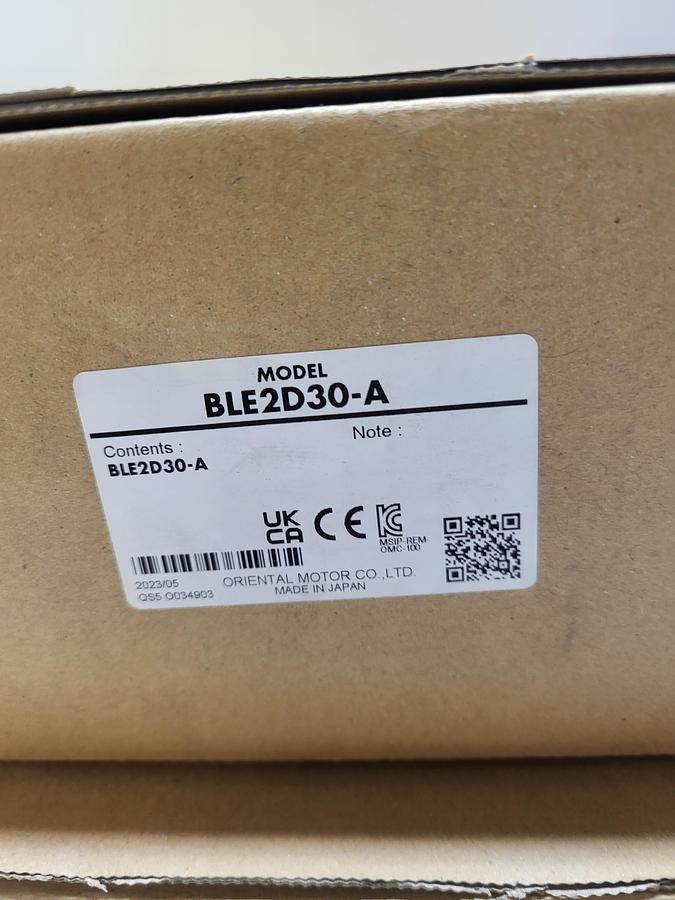 MODEL
BLE2D30-A
Contents :
Note :
BLE2D30-A
UK
CA
CE
MSIP-REM-
OMC-100
2023/05
ORIENTAL MOTOR CO.,LTD.
QS5 O034903
MADE IN JAPAN